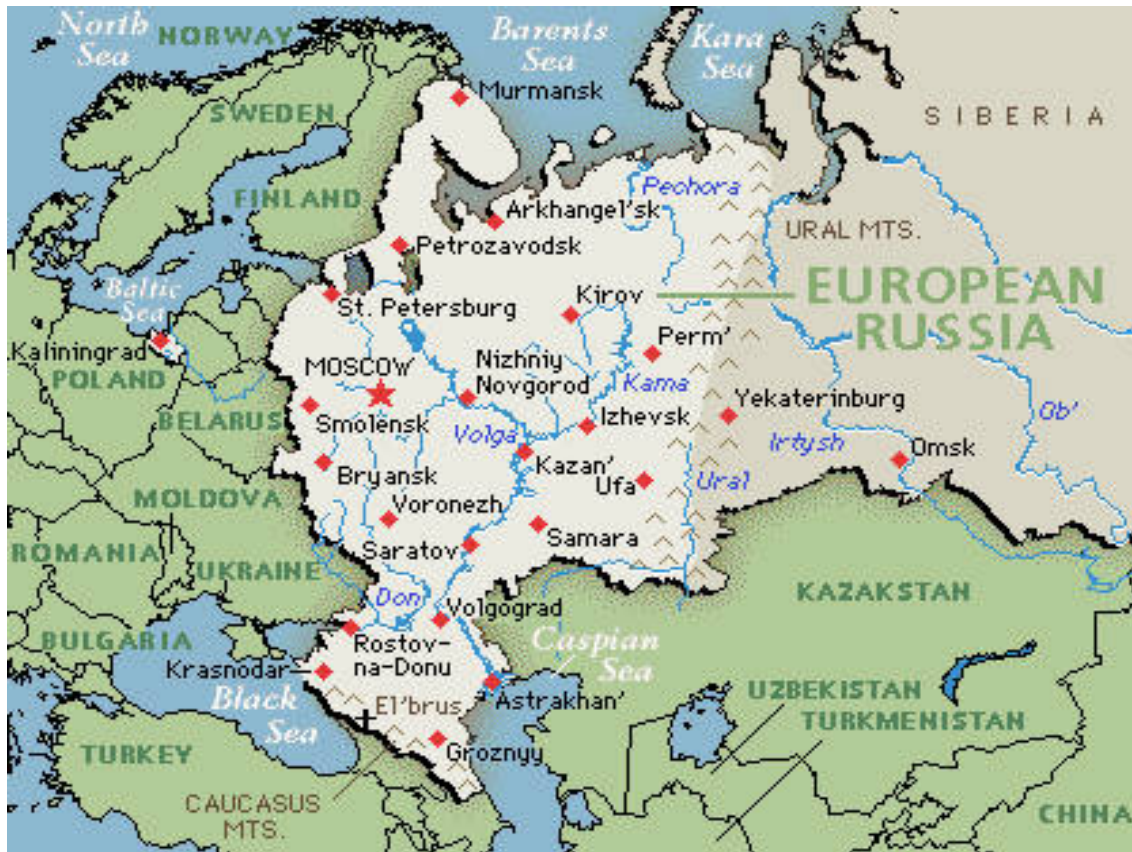 North
Sea
NORWAY
Barents
Sea
Kara
Sea
Murmansk
SWEDEN
SIBERIA
FINLAND
Pechora
Arkhangel'sk
URAL MTS.
Petrozavodsk
Baltic
Sea
EUROPEAN
RUSSIA
Kirov
St. Petersburg
Kaliningrad
Perm'
POLAND
MOSCOW
Nizhniy
Novgorod
Kama
Yekaterinburg
BELARUS
Smolensk
Izhevsk
Volga
Irtysh
Ob'
Omsk
Bryansk
Kazan'
Ufa
Ural
MOLDOVA
Voronezh
Samara
Saratov
ROMANIA
UKRAINE
KAZAKSTAN
Don
Volgograd
BULGARIA
Rostov-
na-Donu
Caspian
Sea
Krasnodar
Black
Sea
Astrakhan'
UZBEKISTAN
El'brus
TURKMENISTAN
TURKEY
Groznyy
CAUCASUS
MTS.
CHINA